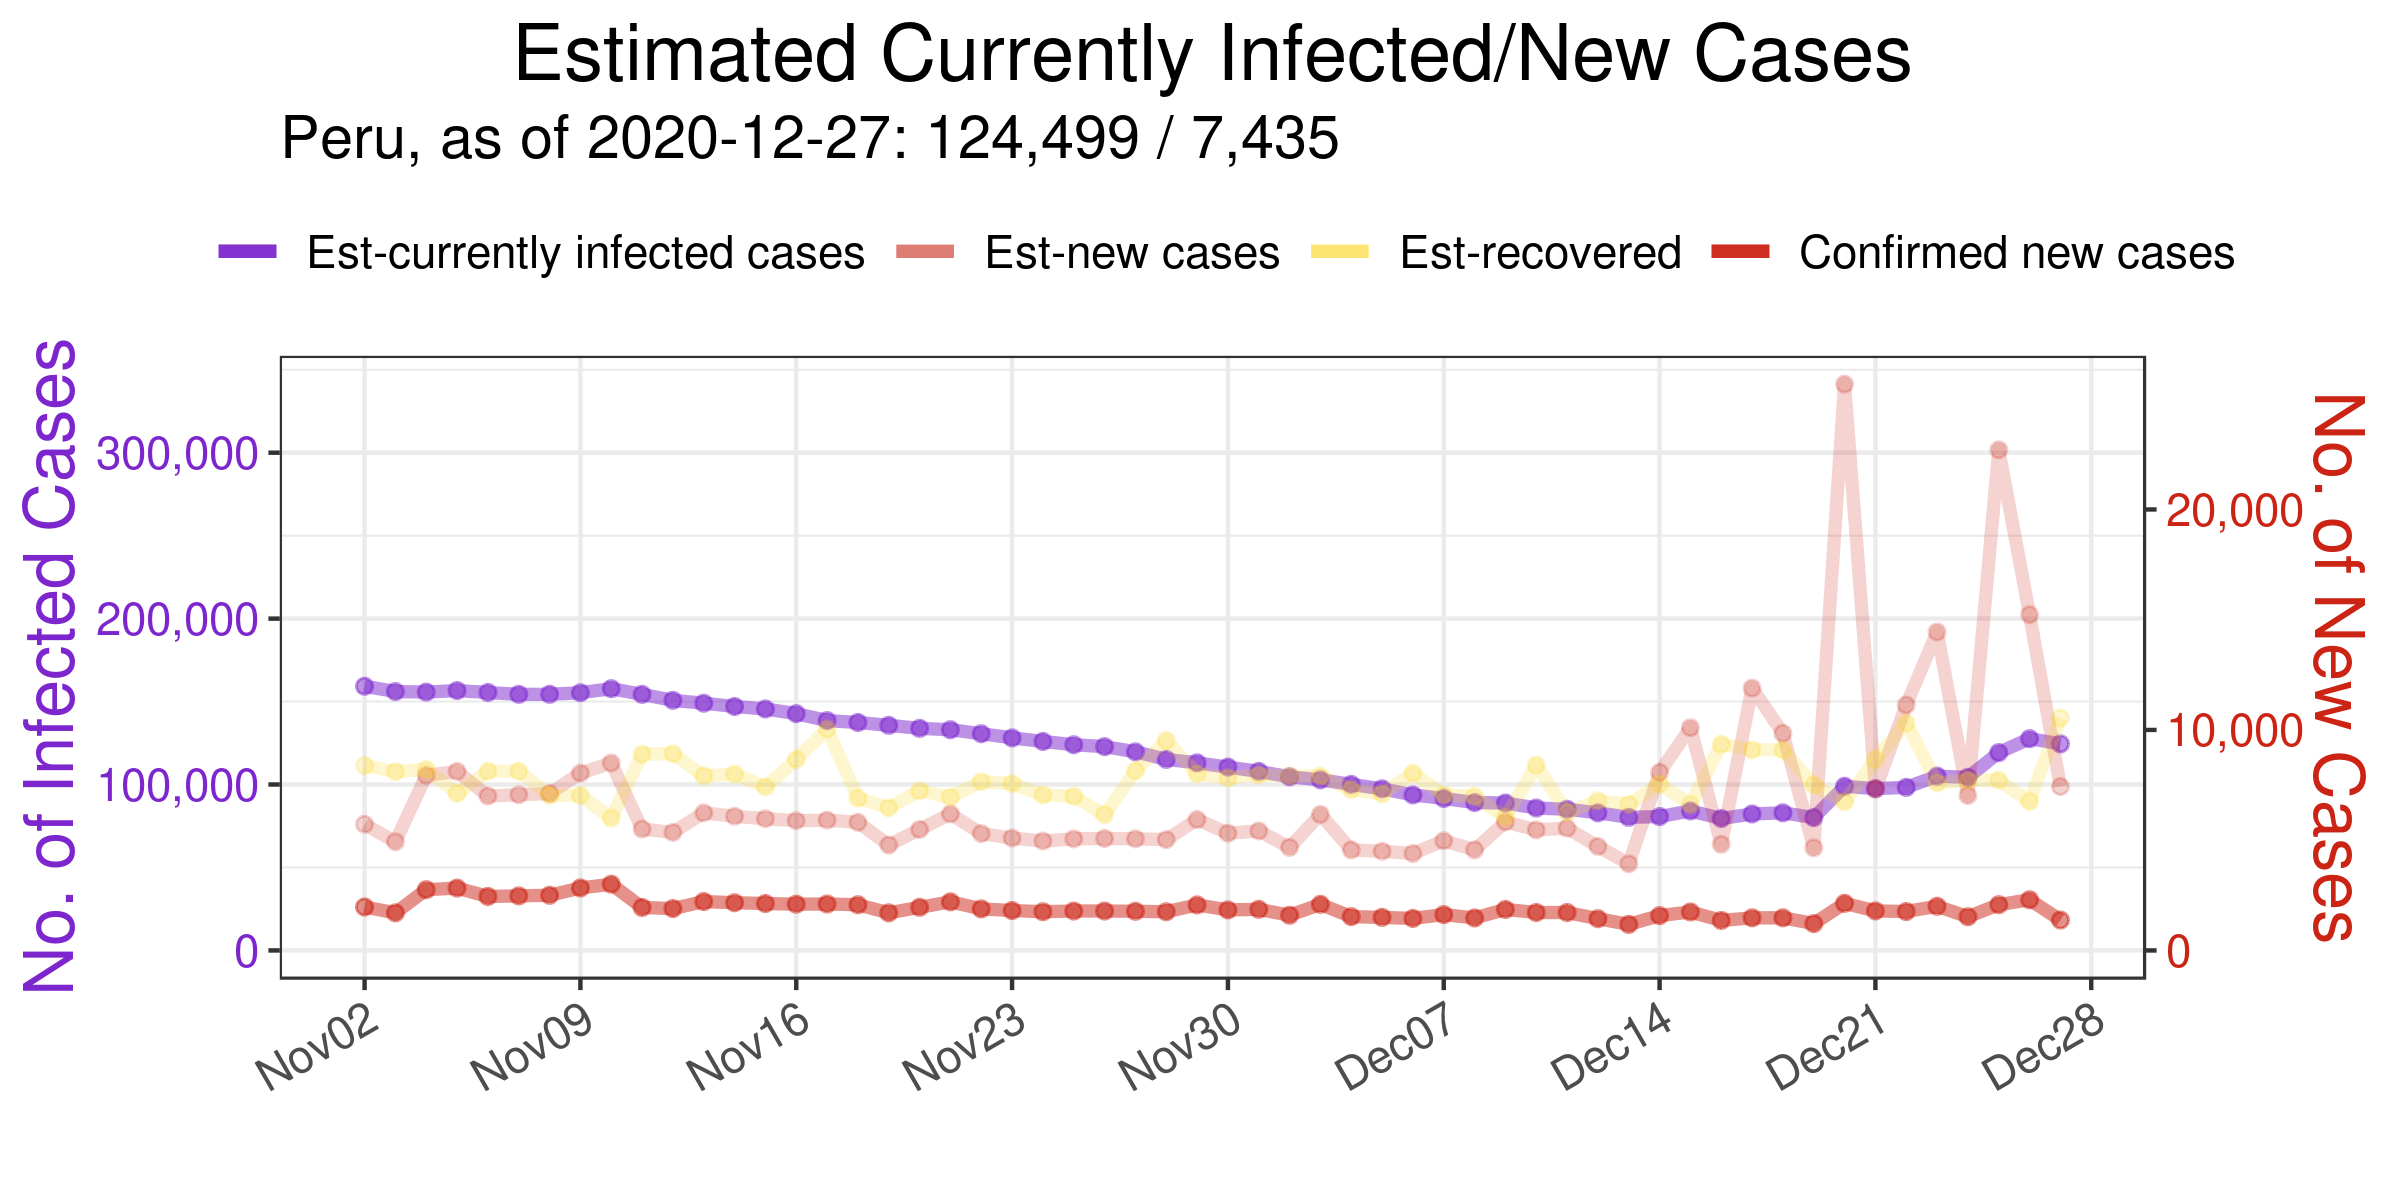 Estimated Currently Infected/New Cases
Peru, as of 2020-12-27: 124,499 / 7,435
Est-currently infected cases Est-new cases Est-recovered Confirmed new cases
No. of Infected Cases
300,000
200,000
100,000
0
20,000
10,000
0
No. of New Cases
Nov02 Nov09 Nov16 Nov23 Nov30 Dec07 Dec14 Dec21 Dec28